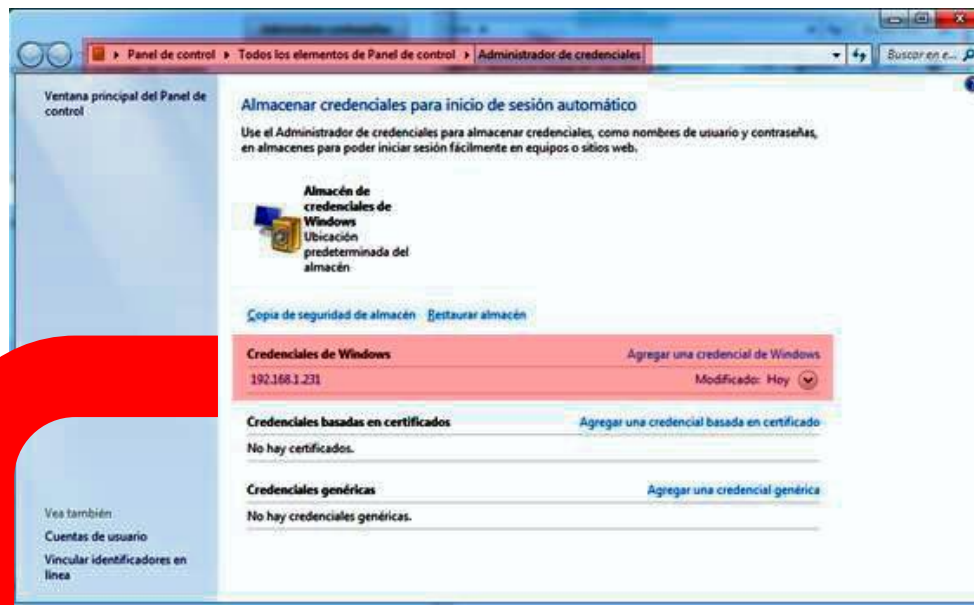 Panel de control ▸ Todos los elementos de Panel de control ▸ Administrador de credenciales
Buscar en e...
Ventana principal del Panel de
control
Almacenar credenciales para inicio de sesión automático
Use el Administrador de credenciales para almacenar credenciales, como nombres de usuario y contraseñas,
en almacenes para poder iniciar sesión fácilmente en equipos o sitios web.
Almacén de
credenciales de
Windows
Ubicación
predeterminada del
almacén
Copia de seguridad de almacén Restaurar almacén
Credenciales de Windows Agregar una credencial de Windows
192.168.1.231 Modificado: Hoy
Credenciales basadas en certificados Agregar una credencial basada en certificado
No hay certificados.
Credenciales genéricas Agregar una credencial genérica
No hay credenciales genéricas.
Vea también
Cuentas de usuario
Vincular identificadores en
línea